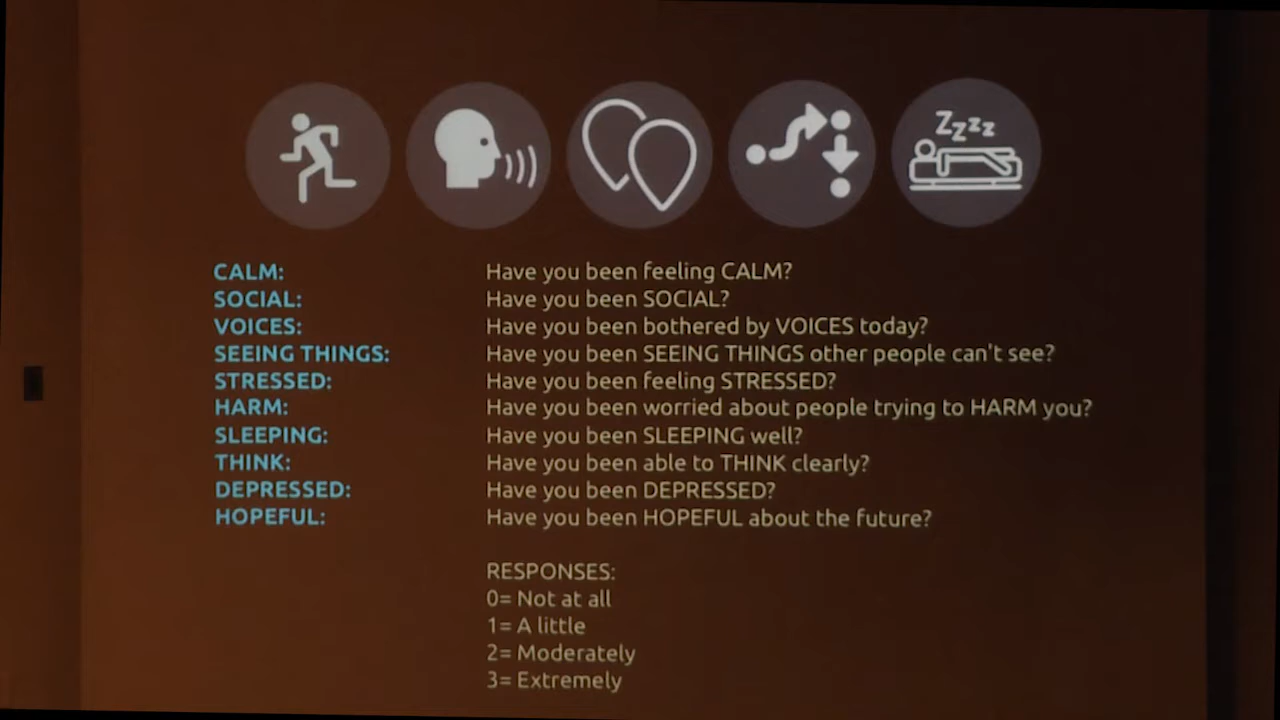 Zzzz
CALM: Have you been feeling CALM?
SOCIAL: Have you been SOCIAL?
VOICES: Have you been bothered by VOICES today?
SEEING THINGS: Have you been SEEING THINGS other people can't see?
STRESSED: Have you been feeling STRESSED?
HARM: Have you been worried about people trying to HARM you?
SLEEPING: Have you been SLEEPING well?
THINK: Have you been able to THINK clearly?
DEPRESSED: Have you been DEPRESSED?
HOPEFUL: Have you been HOPEFUL about the future?
RESPONSES:
0= Not at all
1= A little
2= Moderately
3= Extremely